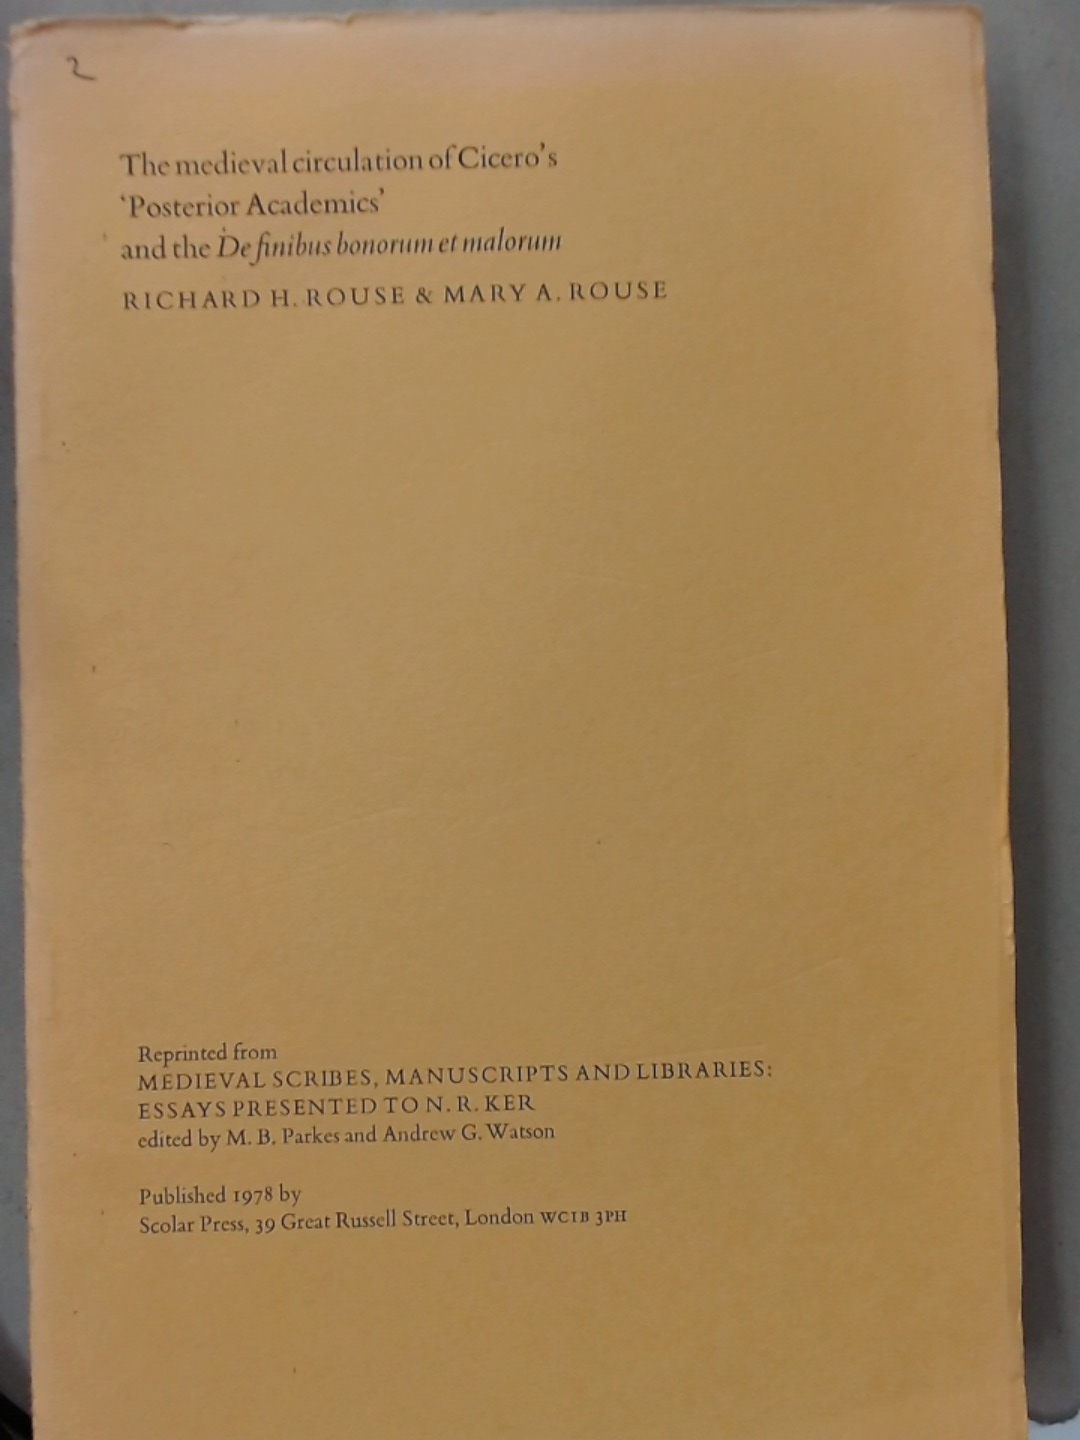 2
The medieval circulation of Cicero's
‘Posterior Academics’
and the De finibus bonorum et malorum
RICHARD H. ROUSE & MARY A. ROUSE
Reprinted from
MEDIEVAL SCRIBES, MANUSCRIPTS AND LIBRARIES:
ESSAYS PRESENTED TO N. R. KER
edited by M. B. Parkes and Andrew G. Watson
Published 1978 by
Scolar Press, 39 Great Russell Street, London WC1B 3PH